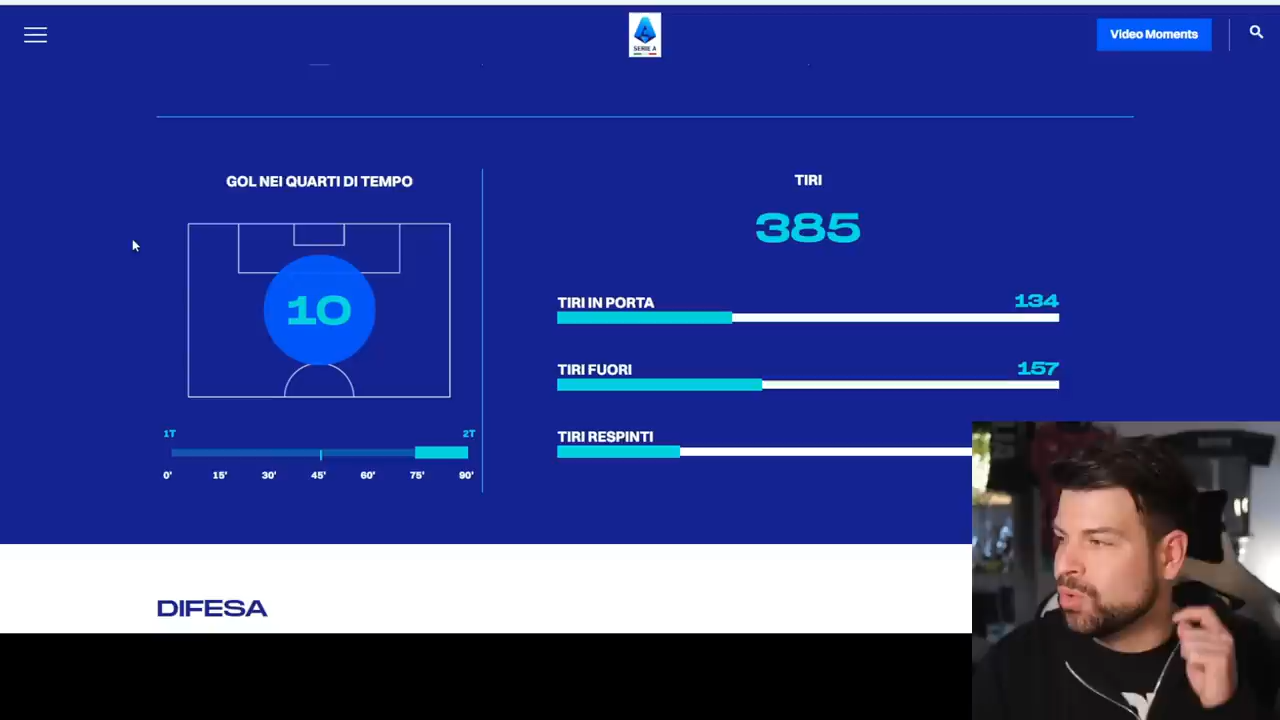 SERIE A
Video Moments
GOL NEI QUARTI DI TEMPO
10
1T
2T
0'
15'
30'
45'
60'
75'
90'
TIRI
385
TIRI IN PORTA
134
TIRI FUORI
157
TIRI RESPINTI
DIFESA